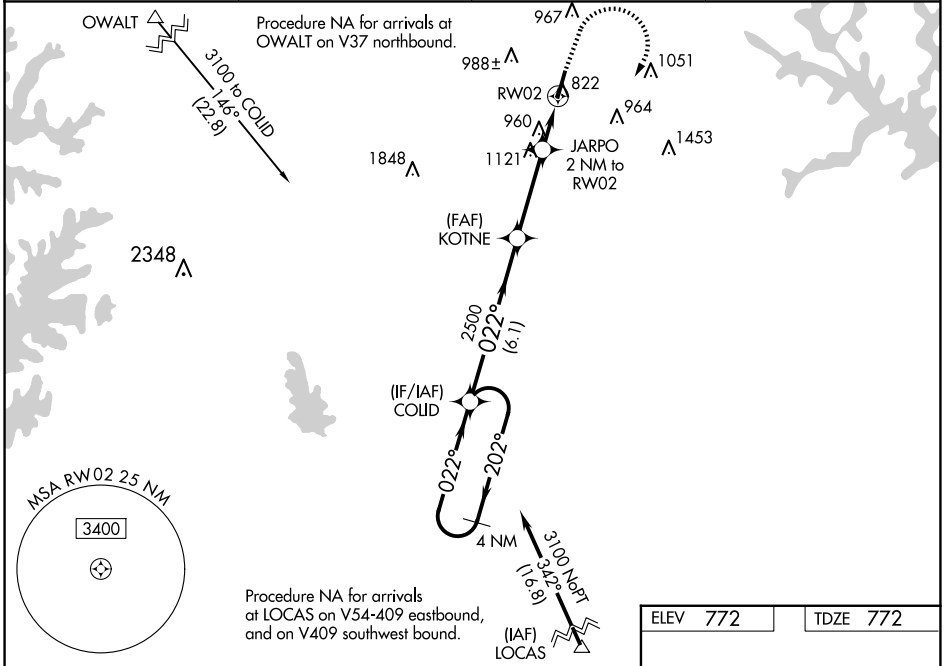 OWALT
Procedure NA for arrivals at
OWALT on V37 northbound.
3100 to COLID
146°
(22.8)
967
988±
1051
RW02
822
960
964
1121
JARPO
2 NM to
RW02
1453
1848
(FAF)
KOTNE
2348
2500
022°
(6.1)
(IF/IAF)
COLID
022°
202°
4 NM
MSA RW02 25 NM
3400
3100 NoPT
342°
(16.8)
(IAF)
LOCAS
Procedure NA for arrivals
at LOCAS on V54-409 eastbound,
and on V409 southwest bound.
ELEV 772
TDZE 772